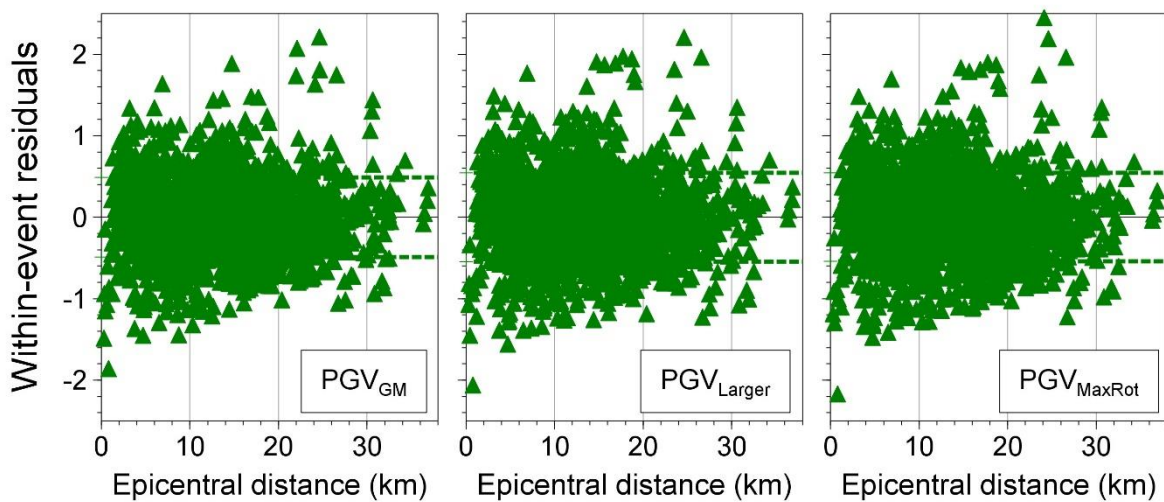 Within-event residuals
2
1
0
-1
-2
PGV_GM
PGV_Larger
PGV_MaxRot
0 10 20 30 0 10 20 30 0 10 20 30
Epicentral distance (km) Epicentral distance (km) Epicentral distance (km)